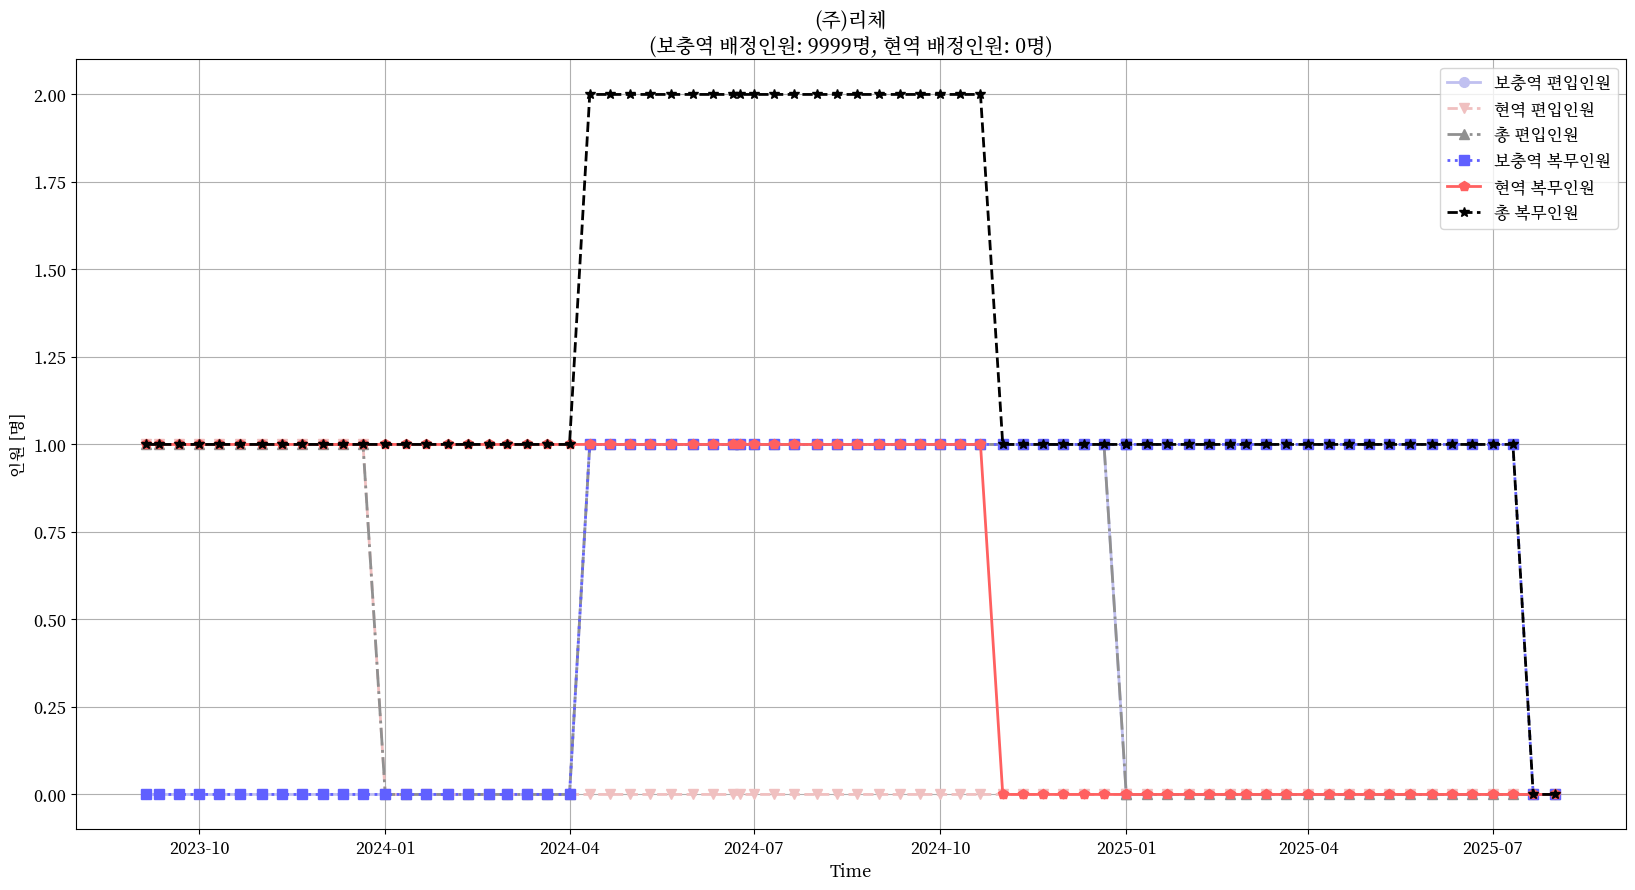 (주)리체
(보충역 배정인원: 9999명, 현역 배정인원: 0명)
보충역 편입인원
현역 편입인원
총 편입인원
보충역 복무인원
현역 복무인원
총 복무인원
인원 [명]
2.00
1.75
1.50
1.25
1.00
0.75
0.50
0.25
0.00
2023-10
2024-01
2024-04
2024-07
2024-10
2025-01
2025-04
2025-07
Time